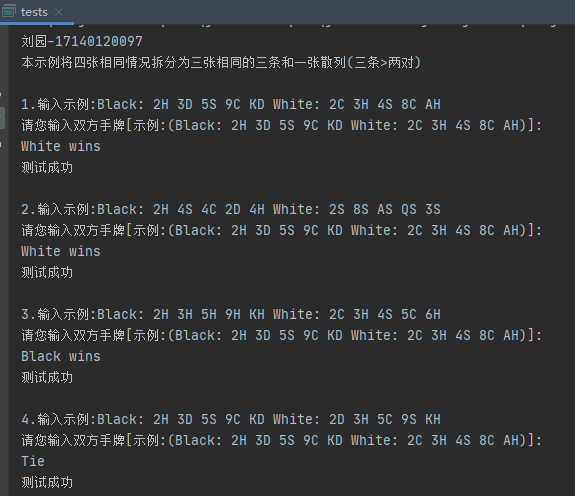 tests
刘园-17140120097
本示例将四张相同情况拆分为三张相同的三条和一张散列(三条>两对)
1.输入示例:Black: 2H 3D 5S 9C KD White: 2C 3H 4S 8C AH
请您输入双方手牌[示例:(Black: 2H 3D 5S 9C KD White: 2C 3H 4S 8C AH)]:
White wins
测试成功
2.输入示例:Black: 2H 4S 4C 2D 4H White: 2S 8S AS QS 3S
请您输入双方手牌[示例:(Black: 2H 3D 5S 9C KD White: 2C 3H 4S 8C AH)]:
White wins
测试成功
3.输入示例:Black: 2H 3H 5H 9H KH White: 2C 3H 4S 5C 6H
请您输入双方手牌[示例:(Black: 2H 3D 5S 9C KD White: 2C 3H 4S 8C AH)]:
Black wins
测试成功
4.输入示例:Black: 2H 3D 5S 9C KD White: 2D 3H 5C 9S KH
请您输入双方手牌[示例:(Black: 2H 3D 5S 9C KD White: 2C 3H 4S 8C AH)]:
Tie
测试成功